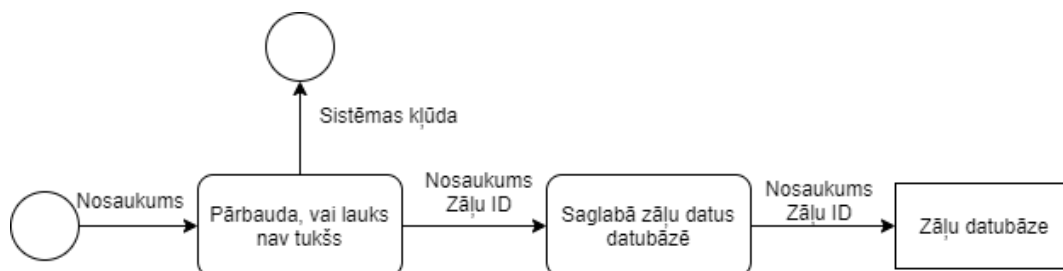 Sistēmas kļūda
Nosaukums
Pārbauda, vai lauks
nav tukšs
Nosaukums
Zāļu ID
Saglabā zāļu datus
datubāzē
Nosaukums
Zāļu ID
Zāļu datubāze